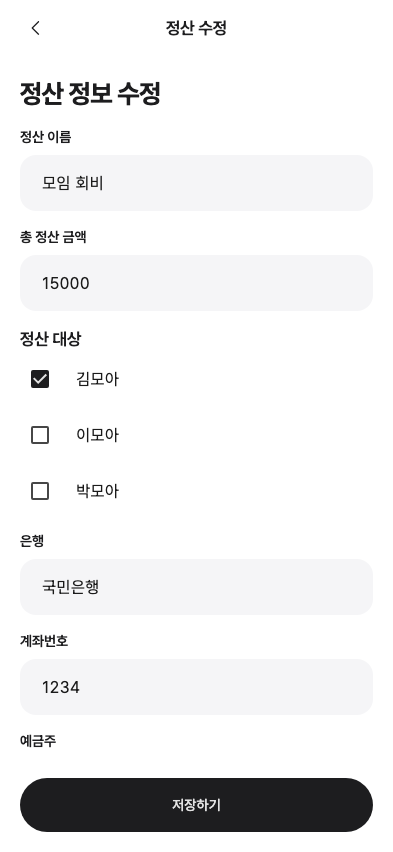 정산 수정
정산 정보 수정
정산 이름
모임 회비
총 정산 금액
15000
정산 대상
김모아
이모아
박모아
은행
국민은행
계좌번호
1234
예금주
저장하기